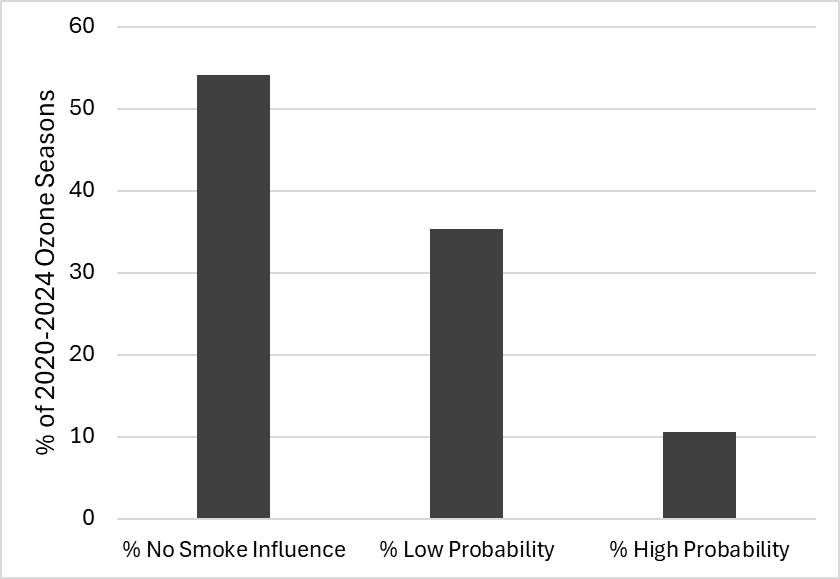 60
50
40
30
20
10
0
% of 2020-2024 Ozone Seasons
% No Smoke Influence
% Low Probability
% High Probability